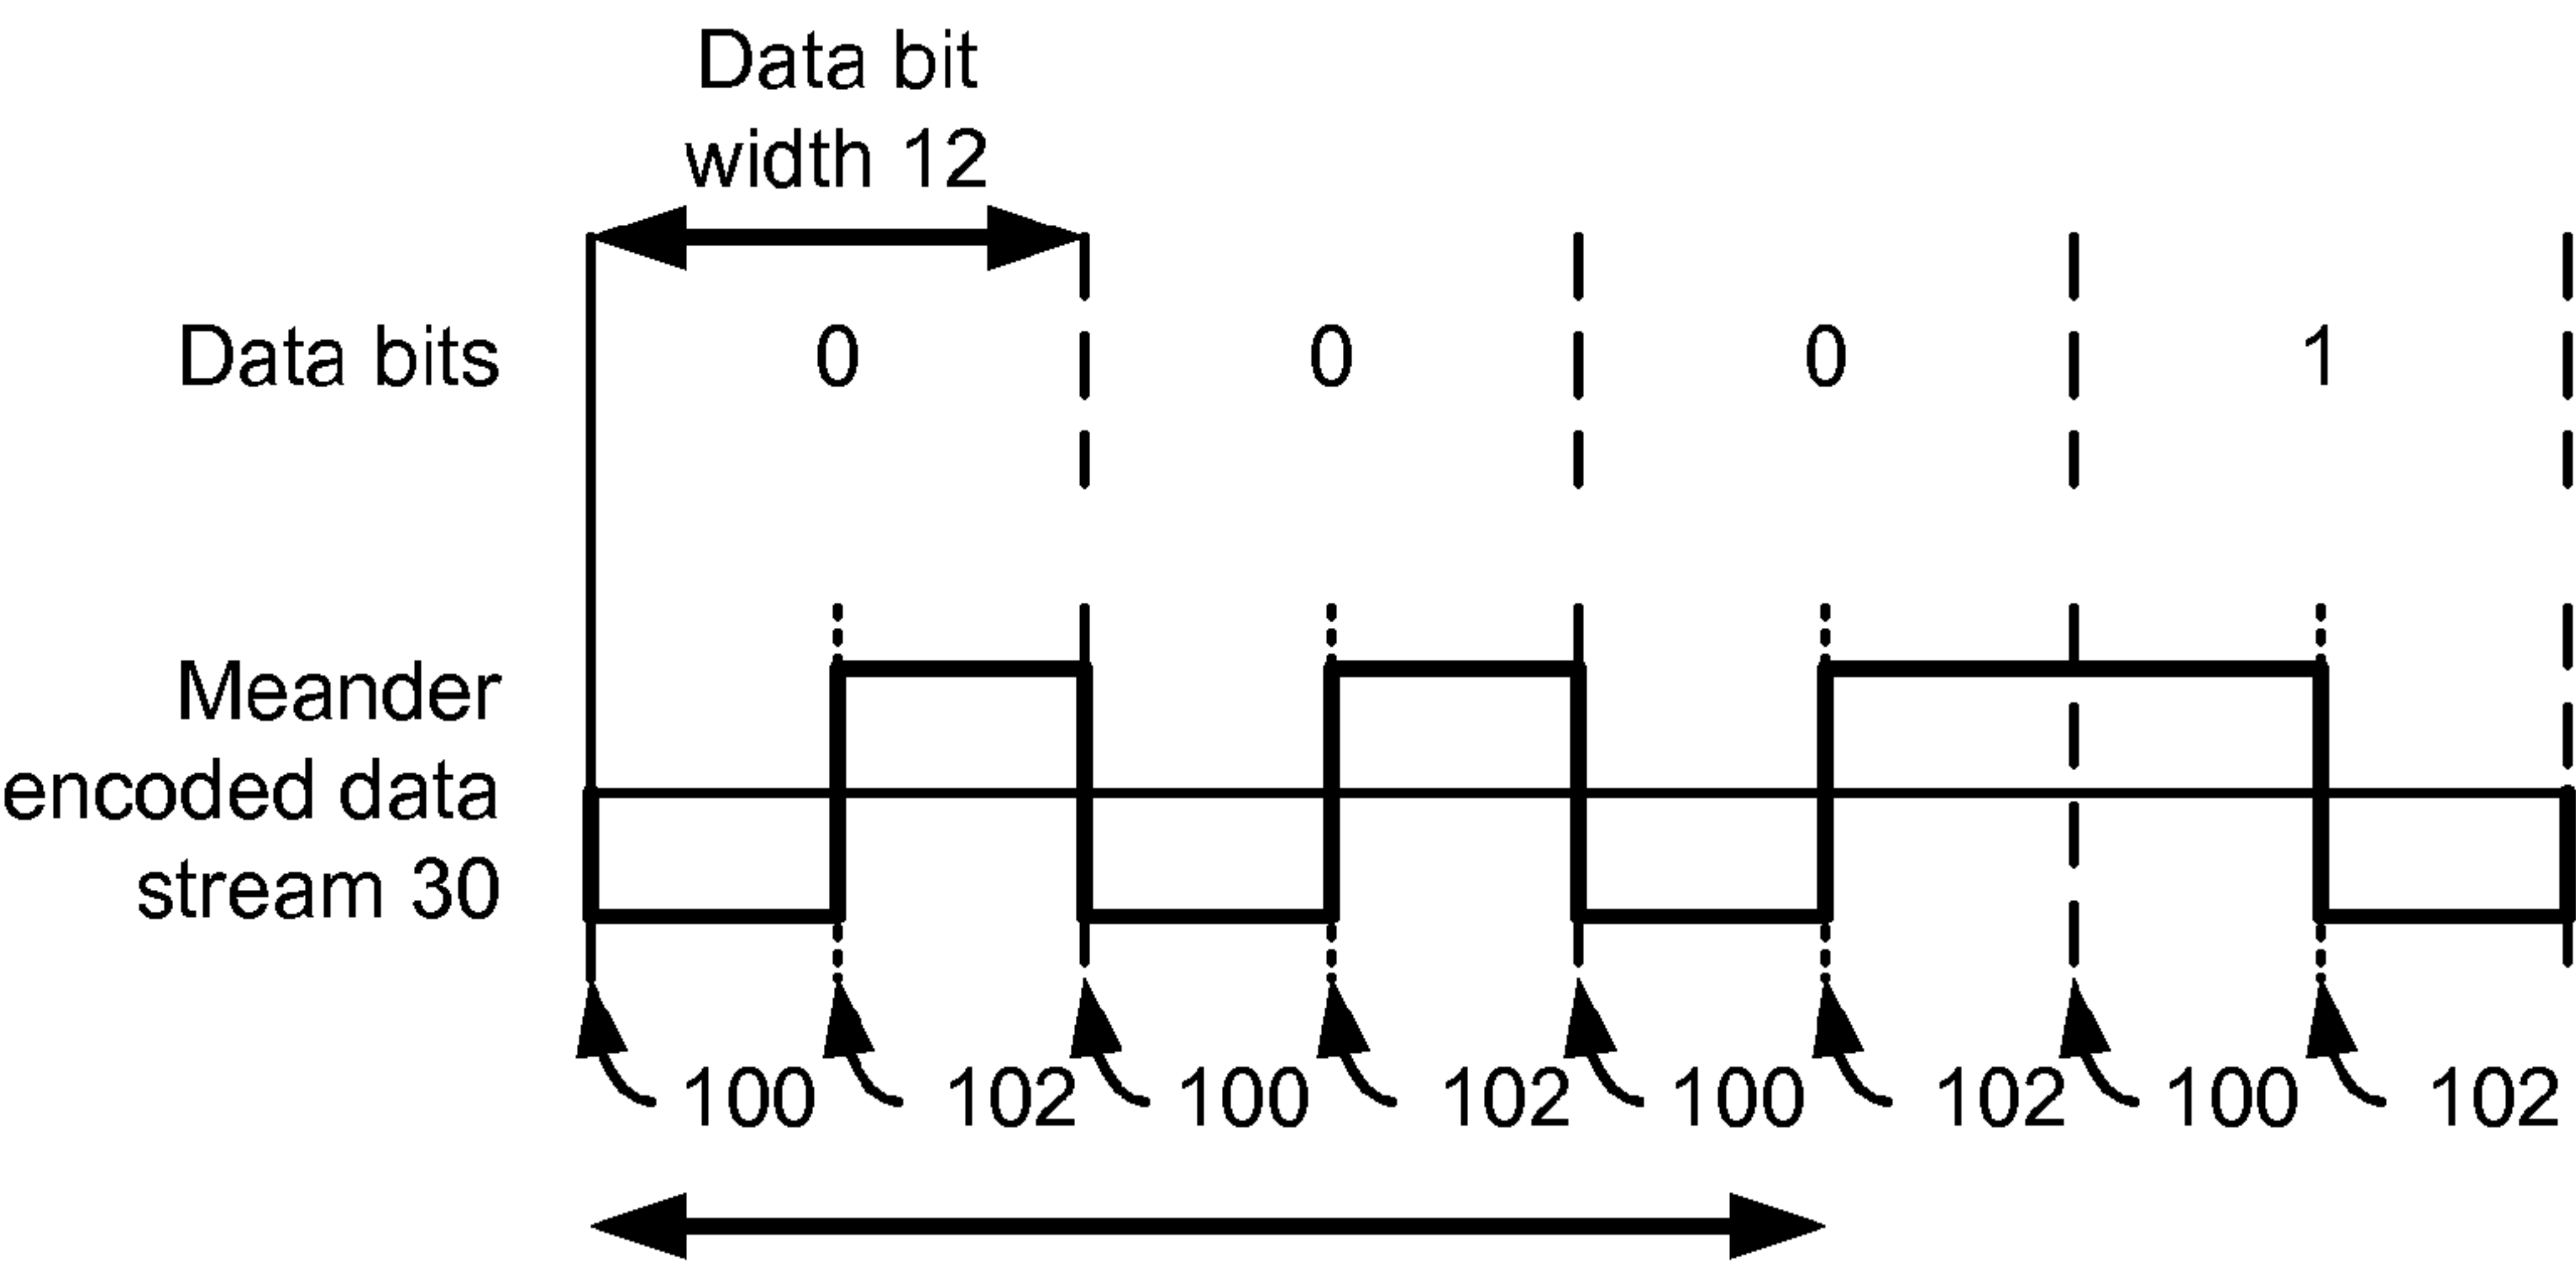 Data bit
width 12
Data bits 0 0 0 1
Meander
encoded data
stream 30
100 102 100 102 100 102 100 102